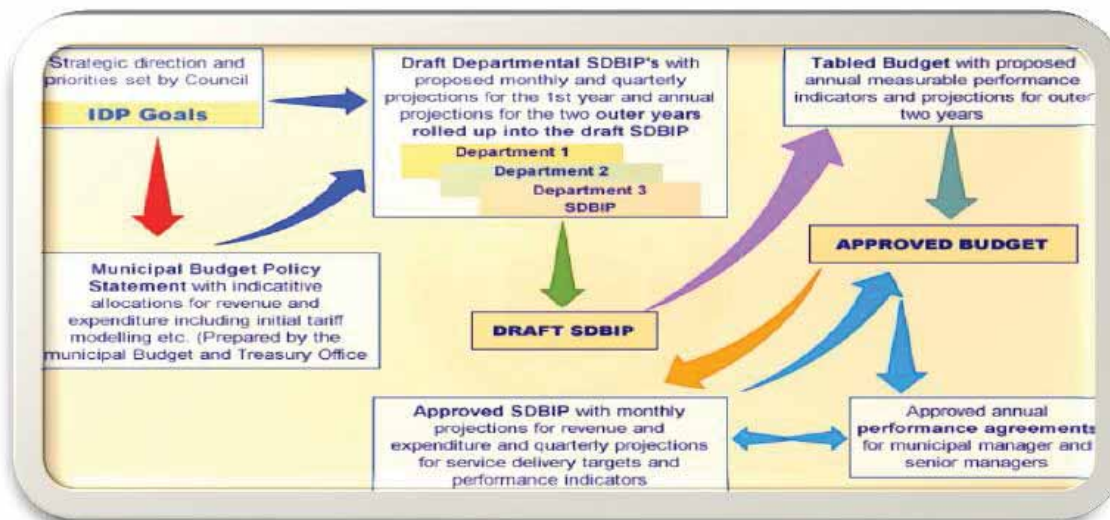 Strategic direction and
priorities set by Council
IDP Goals
Draft Departmental SDBIP's with
proposed monthly and quarterly
projections for the 1st year and annual
projections for the two outer years
rolled up into the draft SDBIP
Department 1
Department 2
Department 3
SDBIP
Tabled Budget with proposed
annual measurable performance
indicators and projections for outer
two years
Municipal Budget Policy
Statement with indicatitive
allocations for revenue and
expenditure including initial tariff
modelling etc. (Prepared by the
municipal Budget and Treasury Office
DRAFT SDBIP
APPROVED BUDGET
Approved SDBIP with monthly
projections for revenue and
expenditure and quarterly projections
for service delivery targets and
performance indicators
Approved annual
performance agreements
for municipal manager and
senior managers